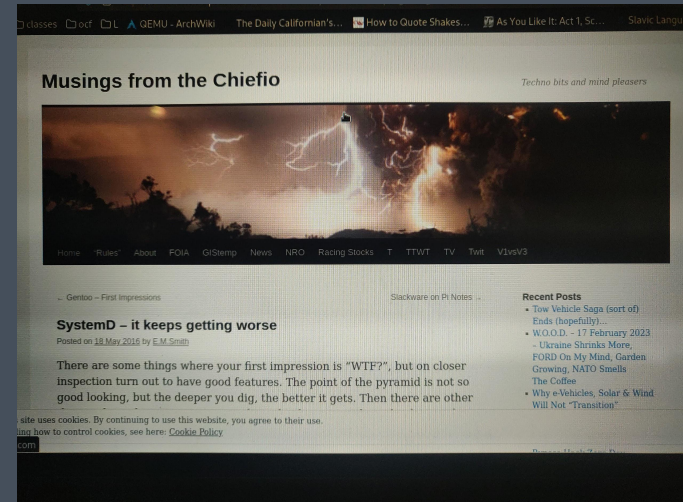 classes ocf L QEMU - ArchWiki The Daily Californian's... How to Quote Shakes... As You Like It: Act 1, Sc... Slavic Langu
Musings from the Chiefio
Techno bits and mind pleasers
Home "Rules" About FOIA GIStemp News NRO Racing Stocks T TTWT TV Twit V1vsV3
← Gentoo – First Impressions
Slackware on Pi Notes →
SystemD – it keeps getting worse
Posted on 18 May 2016 by E.M.Smith
There are some things where your first impression is “WTF?”, but on closer
inspection turn out to have good features. The point of the pyramid is not so
good looking, but the deeper you dig, the better it gets. Then there are other
Recent Posts
Tow Vehicle Saga (sort of)
Ends (hopefully)...
W.O.O.D. – 17 February 2023
– Ukraine Shrinks More,
FORD On My Mind, Garden
Growing, NATO Smells
The Coffee
Why e-Vehicles, Solar & Wind
Will Not “Transition”
site uses cookies. By continuing to use this website, you agree to their use.
ing how to control cookies, see here: Cookie Policy
com